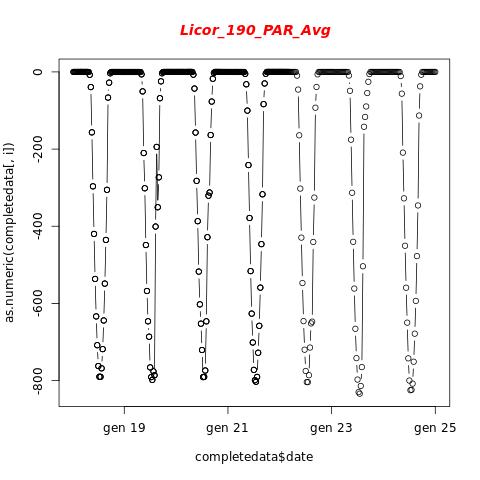 Licor_190_PAR_Avg
as.numeric(completedata[, i])
0
-200
-400
-600
-800
gen 19
gen 21
gen 23
gen 25
completedata$date